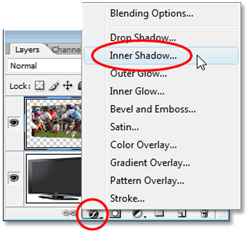 Blending Options...
Drop Shadow...
Inner Shadow...
Outer Glow...
Inner Glow...
Bevel and Emboss...
Satin...
Color Overlay...
Gradient Overlay...
Pattern Overlay...
Stroke...
Layers
Channe
Normal
Lock: